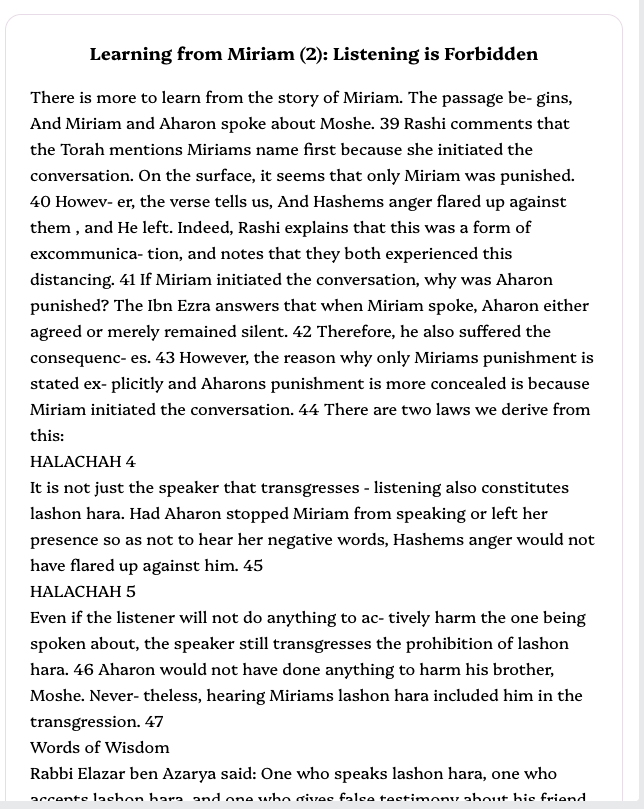 Learning from Miriam (2): Listening is Forbidden
There is more to learn from the story of Miriam. The passage be- gins,
And Miriam and Aharon spoke about Moshe. 39 Rashi comments that
the Torah mentions Miriams name first because she initiated the
conversation. On the surface, it seems that only Miriam was punished.
40 Howev- er, the verse tells us, And Hashems anger flared up against
them , and He left. Indeed, Rashi explains that this was a form of
excommunica- tion, and notes that they both experienced this
distancing. 41 If Miriam initiated the conversation, why was Aharon
punished? The Ibn Ezra answers that when Miriam spoke, Aharon either
agreed or merely remained silent. 42 Therefore, he also suffered the
consequenc- es. 43 However, the reason why only Miriams punishment is
stated ex- plicitly and Aharons punishment is more concealed is because
Miriam initiated the conversation. 44 There are two laws we derive from
this:
HALACHAH 4
It is not just the speaker that transgresses - listening also constitutes
lashon hara. Had Aharon stopped Miriam from speaking or left her
presence so as not to hear her negative words, Hashems anger would not
have flared up against him. 45
HALACHAH 5
Even if the listener will not do anything to ac- tively harm the one being
spoken about, the speaker still transgresses the prohibition of lashon
hara. 46 Aharon would not have done anything to harm his brother,
Moshe. Never- theless, hearing Miriams lashon hara included him in the
transgression. 47
Words of Wisdom
Rabbi Elazar ben Azarya said: One who speaks lashon hara, one who
accepts lashon hara, and one who gives false testimony about his friend